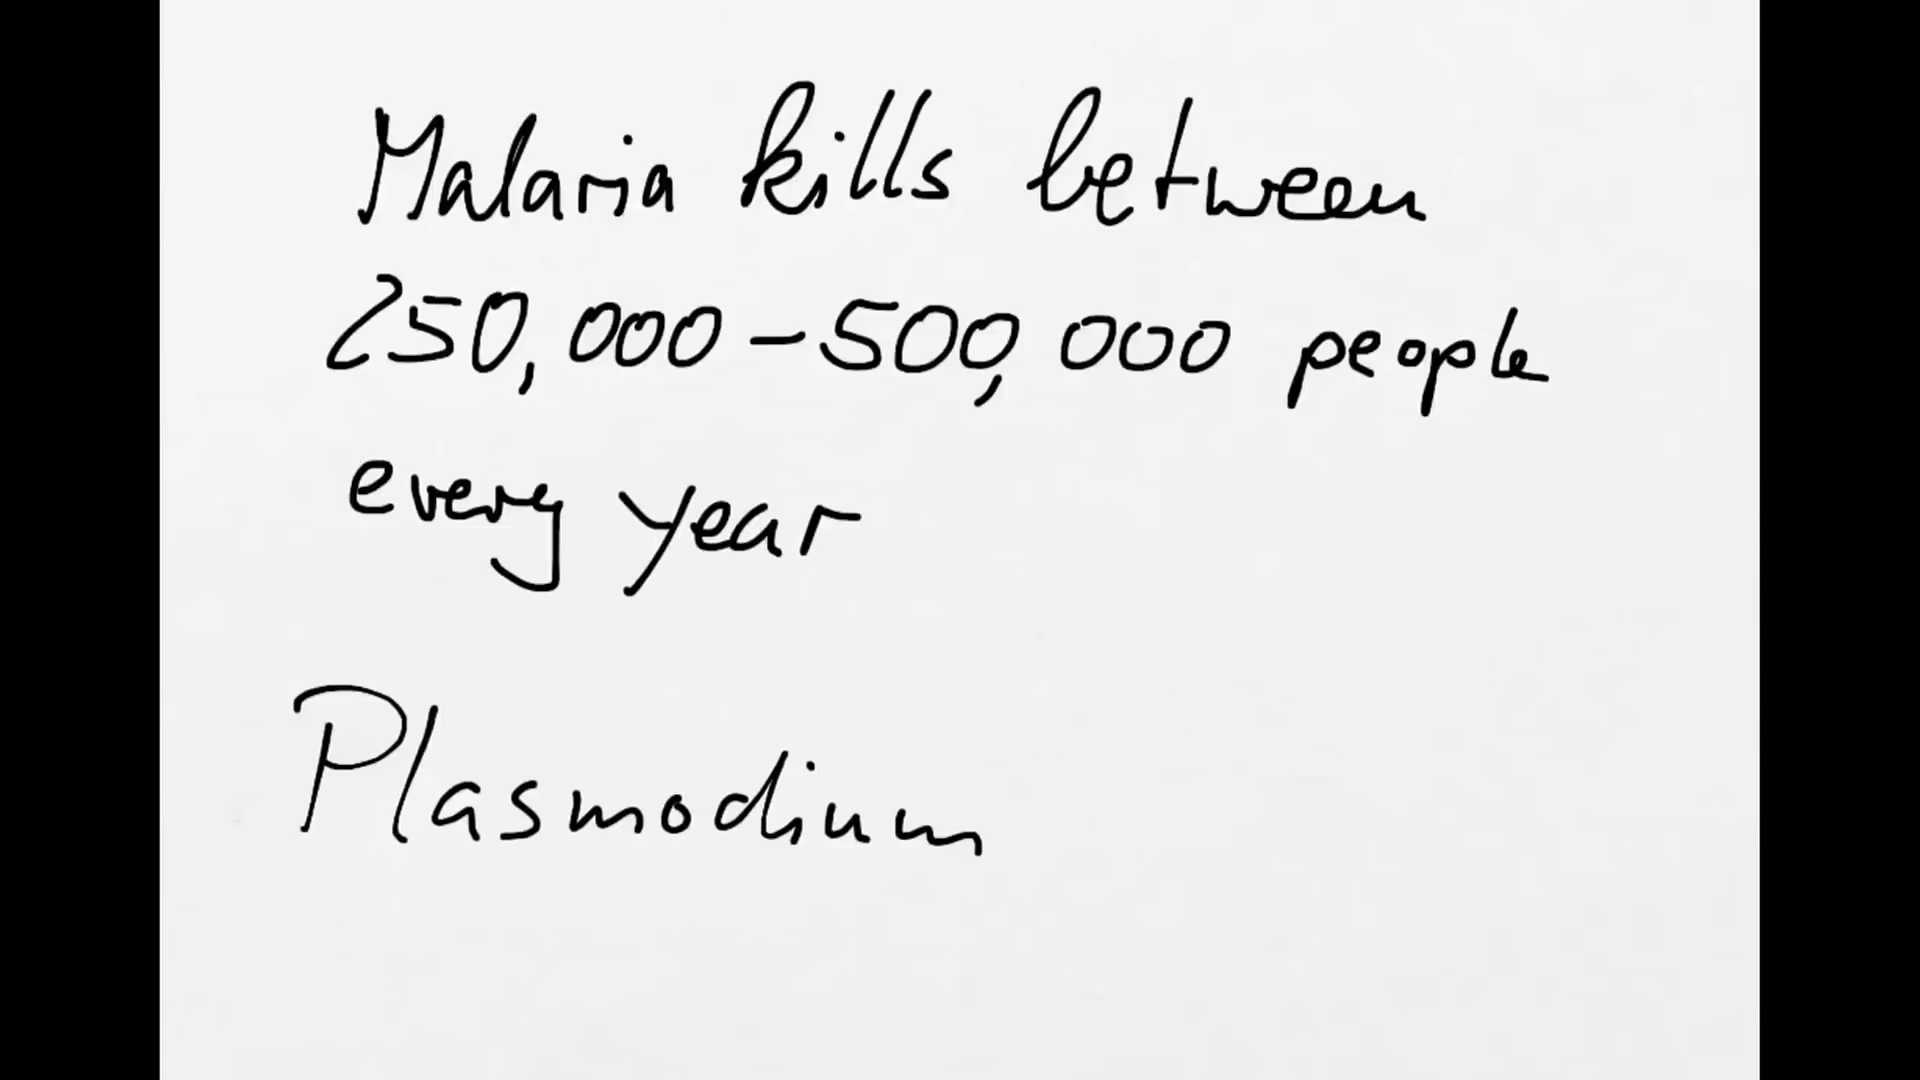 Malaria kills between
250,000 - 500,000 people
every year
Plasmodium